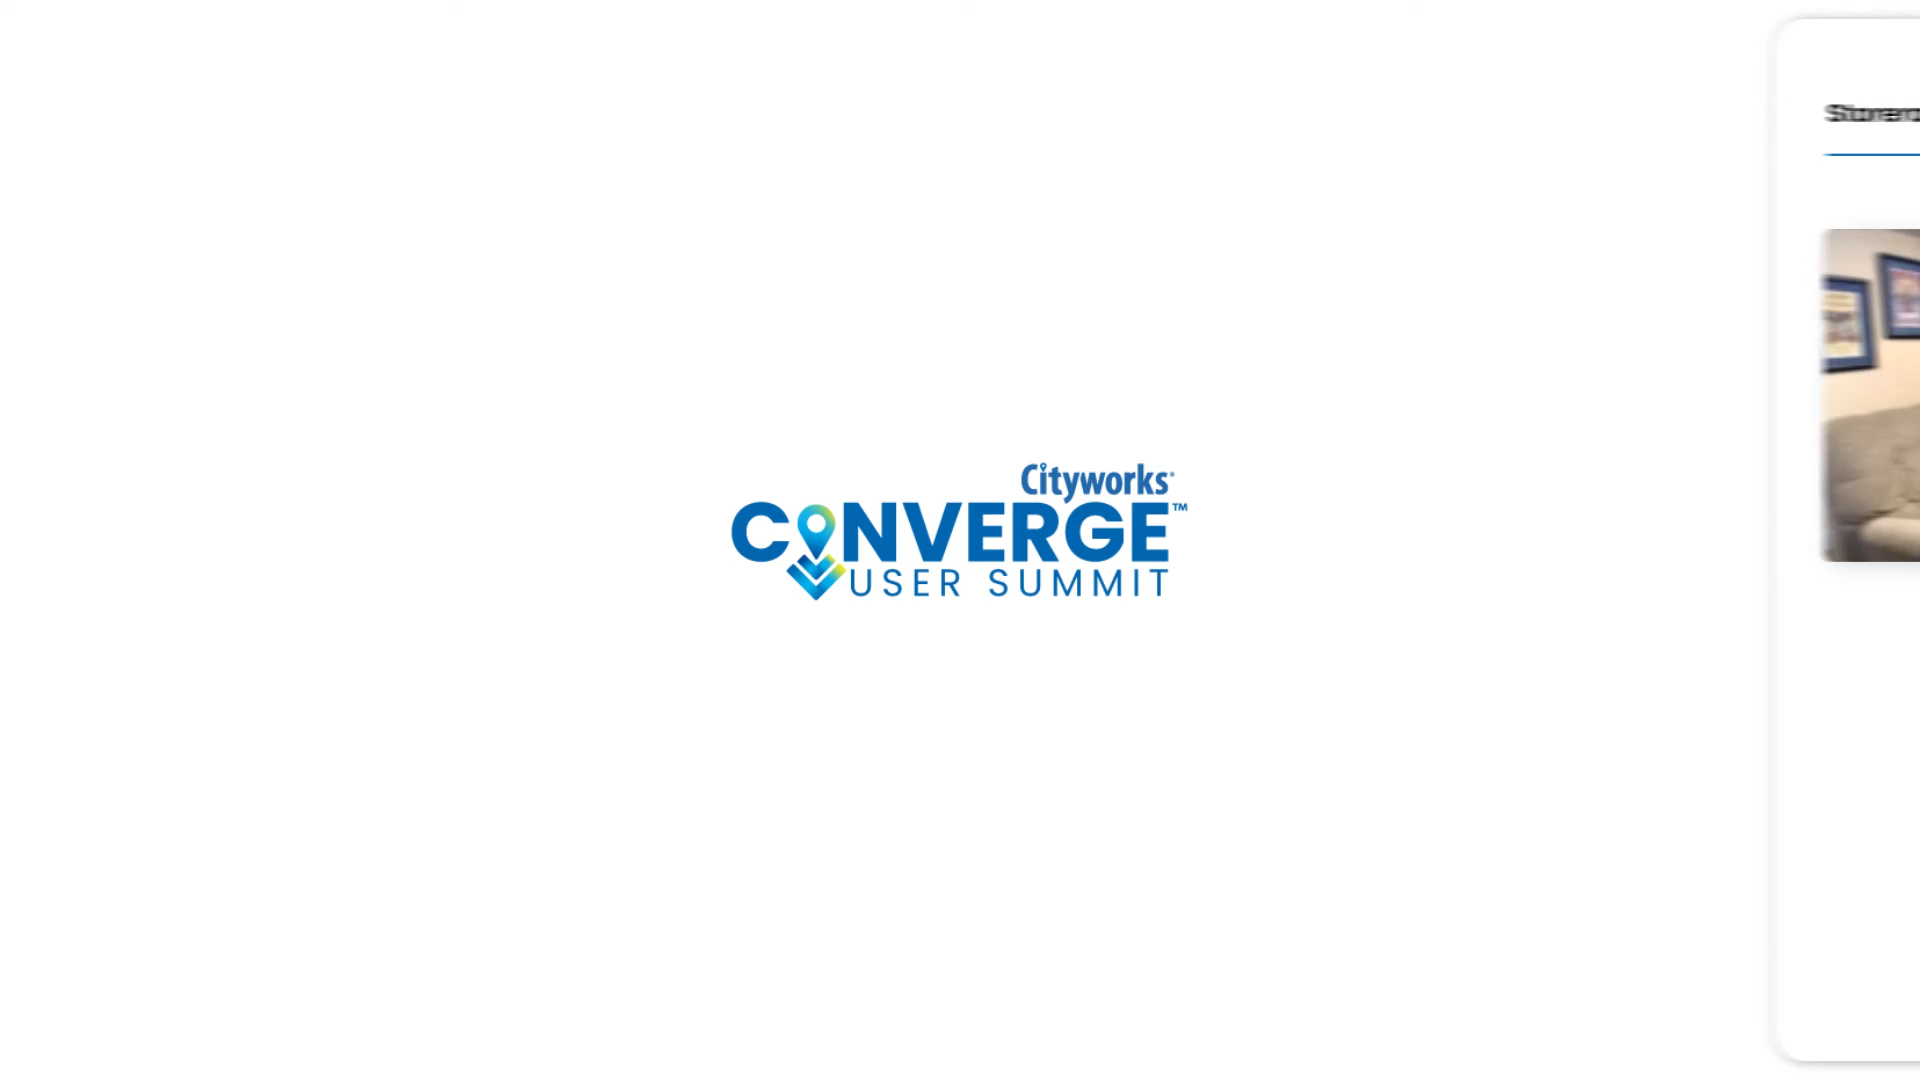 Cityworks®
CONVERGE™
USER SUMMIT